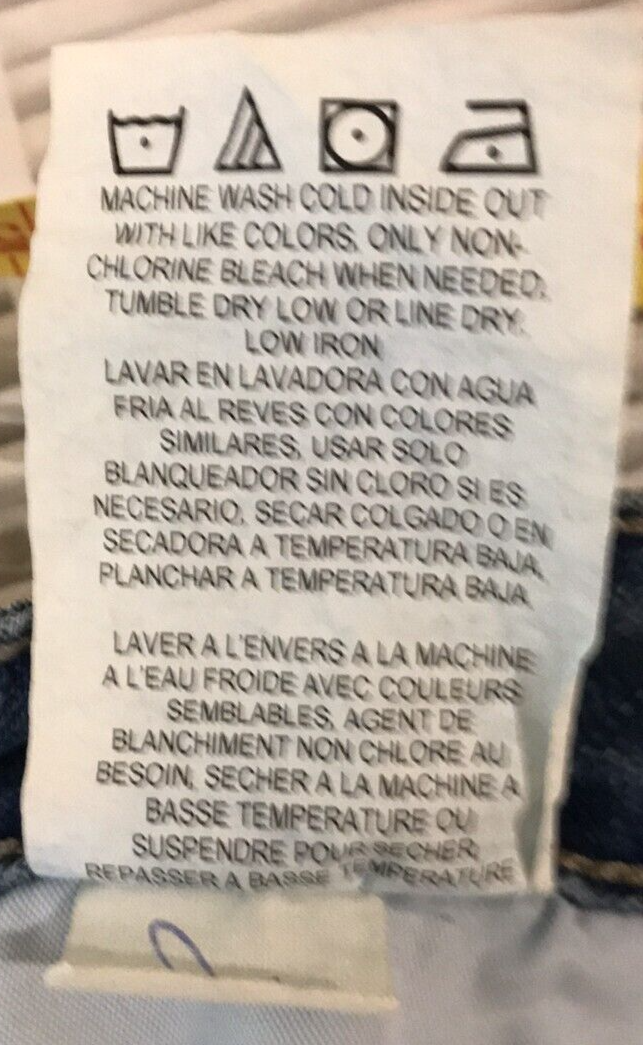 MACHINE WASH COLD INSIDE OUT
WITH LIKE COLORS, ONLY NON-
CHLORINE BLEACH WHEN NEEDED,
TUMBLE DRY LOW OR LINE DRY.
LOW IRON
LAVAR EN LAVADORA CON AGUA
FRIA AL REVES CON COLORES
SIMILARES, USAR SOLO
BLANQUEADOR SIN CLORO SI ES
NECESARIO, SECAR COLGADO O EN
SECADORA A TEMPERATURA BAJA,
PLANCHAR A TEMPERATURA BAJA
LAVER A L'ENVERS A LA MACHINE
A L'EAU FROIDE AVEC COULEURS
SEMBLABLES, AGENT DE
BLANCHIMENT NON CHLORE AU
BESOIN, SECHER A LA MACHINE A
BASSE TEMPERATURE OU
SUSPENDRE POUR SECHER,
REPASSER A BASSE TEMPERATURE